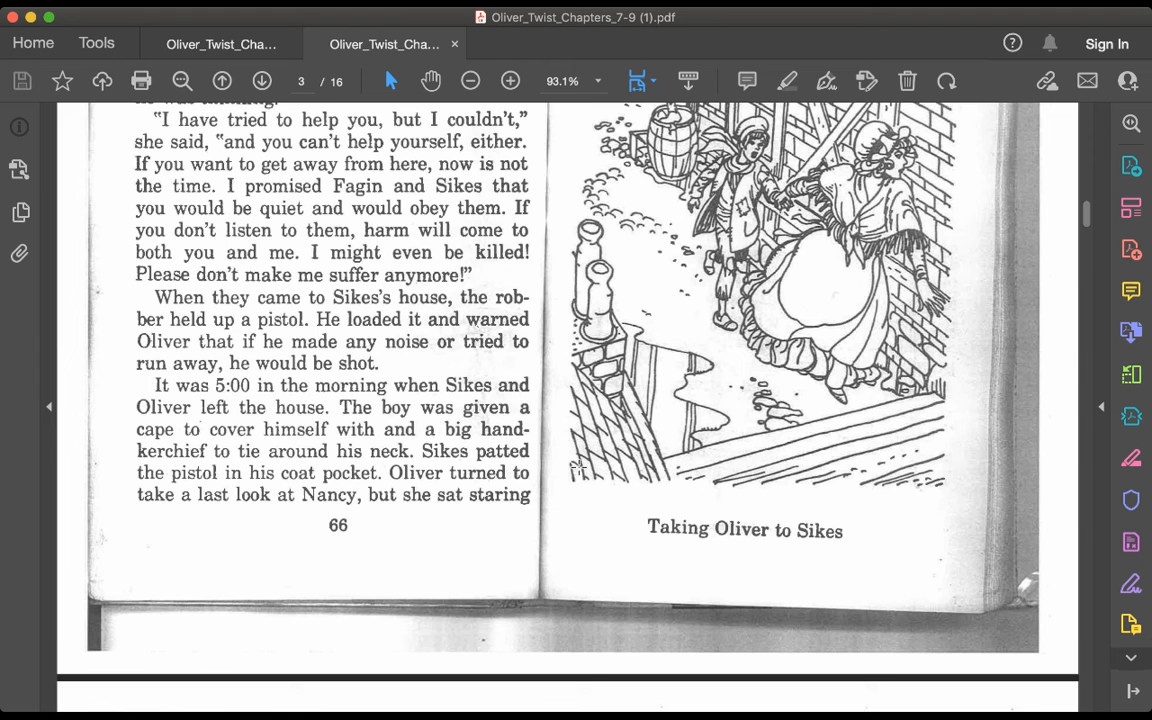 Oliver_Twist_Chapters_7-9 (1).pdf
Home Tools Oliver_Twist_Cha... Oliver_Twist_Cha... × Sign In
3 / 16 93.1%
"I have tried to help you, but I couldn't,"
she said, "and you can't help yourself, either.
If you want to get away from here, now is not
the time. I promised Fagin and Sikes that
you would be quiet and would obey them. If
you don't listen to them, harm will come to
both you and me. I might even be killed!
Please don't make me suffer anymore!"
When they came to Sikes's house, the rob-
ber held up a pistol. He loaded it and warned
Oliver that if he made any noise or tried to
run away, he would be shot.
It was 5:00 in the morning when Sikes and
Oliver left the house. The boy was given a
cape to cover himself with and a big hand-
kerchief to tie around his neck. Sikes patted
the pistol in his coat pocket. Oliver turned to
take a last look at Nancy, but she sat staring
66
Taking Oliver to Sikes